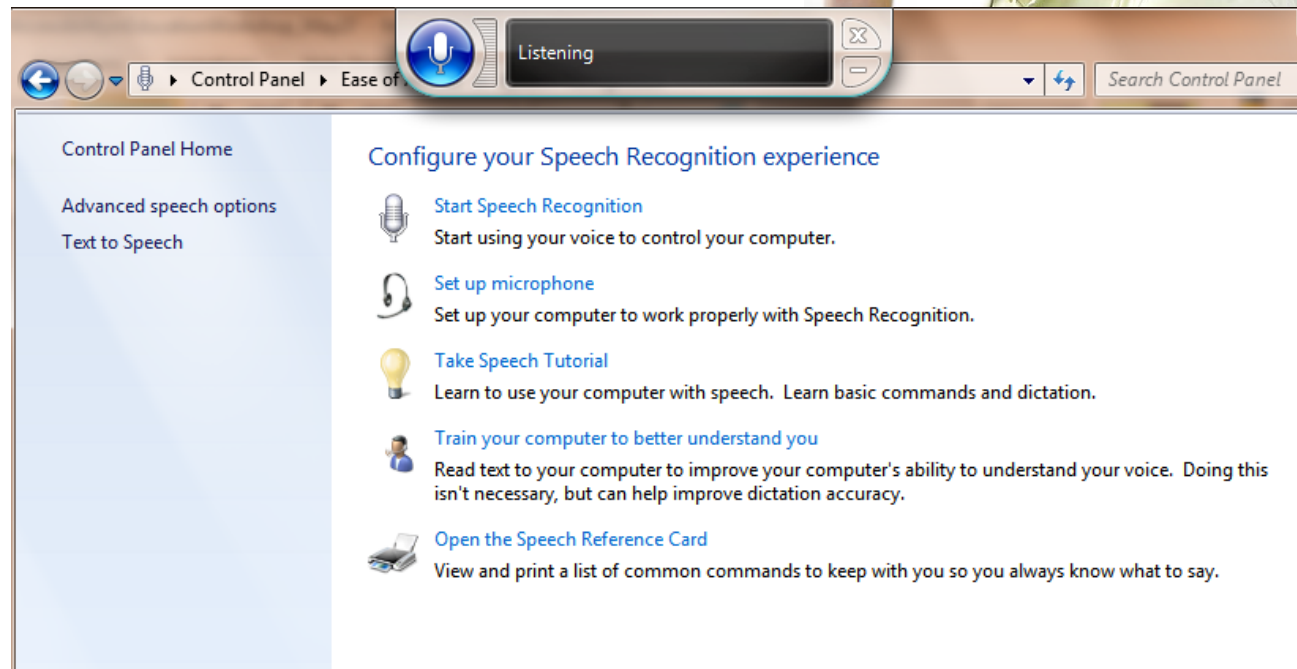 Listening
Control Panel
Ease of
Search Control Panel
Control Panel Home
Advanced speech options
Text to Speech
Configure your Speech Recognition experience
Start Speech Recognition
Start using your voice to control your computer.
Set up microphone
Set up your computer to work properly with Speech Recognition.
Take Speech Tutorial
Learn to use your computer with speech.  Learn basic commands and dictation.
Train your computer to better understand you
Read text to your computer to improve your computer's ability to understand your voice.  Doing this
isn't necessary, but can help improve dictation accuracy.
Open the Speech Reference Card
View and print a list of common commands to keep with you so you always know what to say.